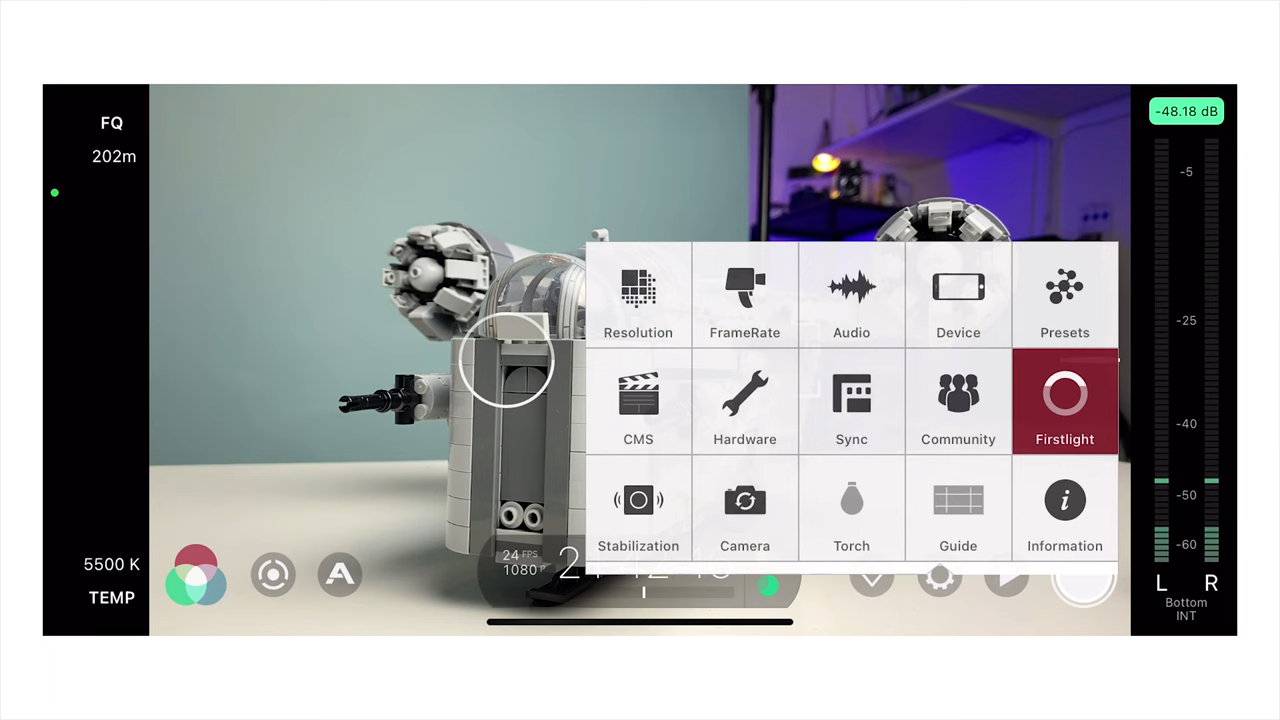 FQ
202m
5500 K
TEMP
Resolution
FrameRate
Audio
Device
Presets
CMS
Hardware
Sync
Community
Firstlight
Stabilization
Camera
Torch
Guide
Information
24 FPS
1080 P
A
-48.18 dB
-5
-25
-40
-50
-60
L R
Bottom
INT